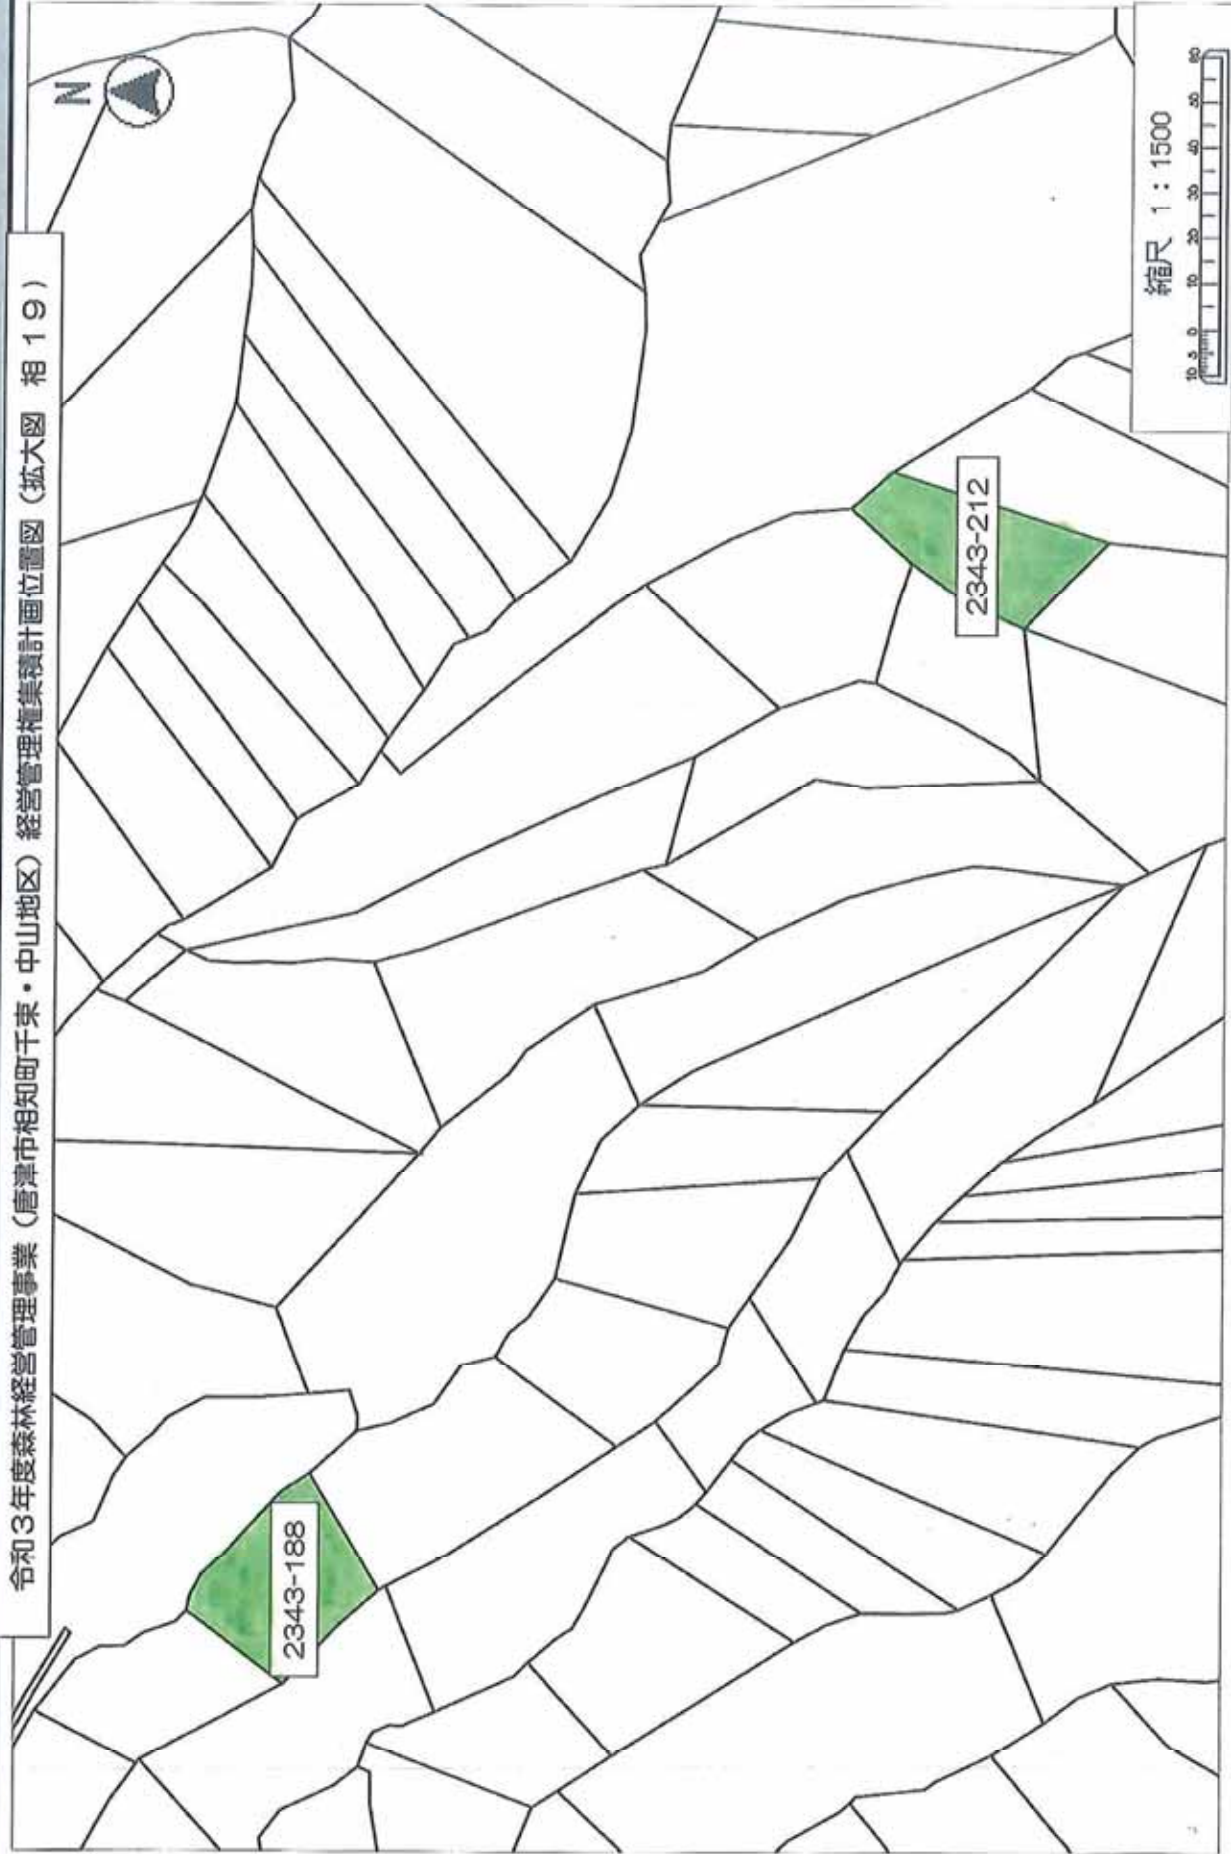 令和3年度森林経営管理事業（唐津市相知町千束・中山地区）経営管理権集積計画位置図（拡大図 相19）
N
2343-188
2343-212
縮尺 1：1500
10 5 0 10 20 30 40 50 60